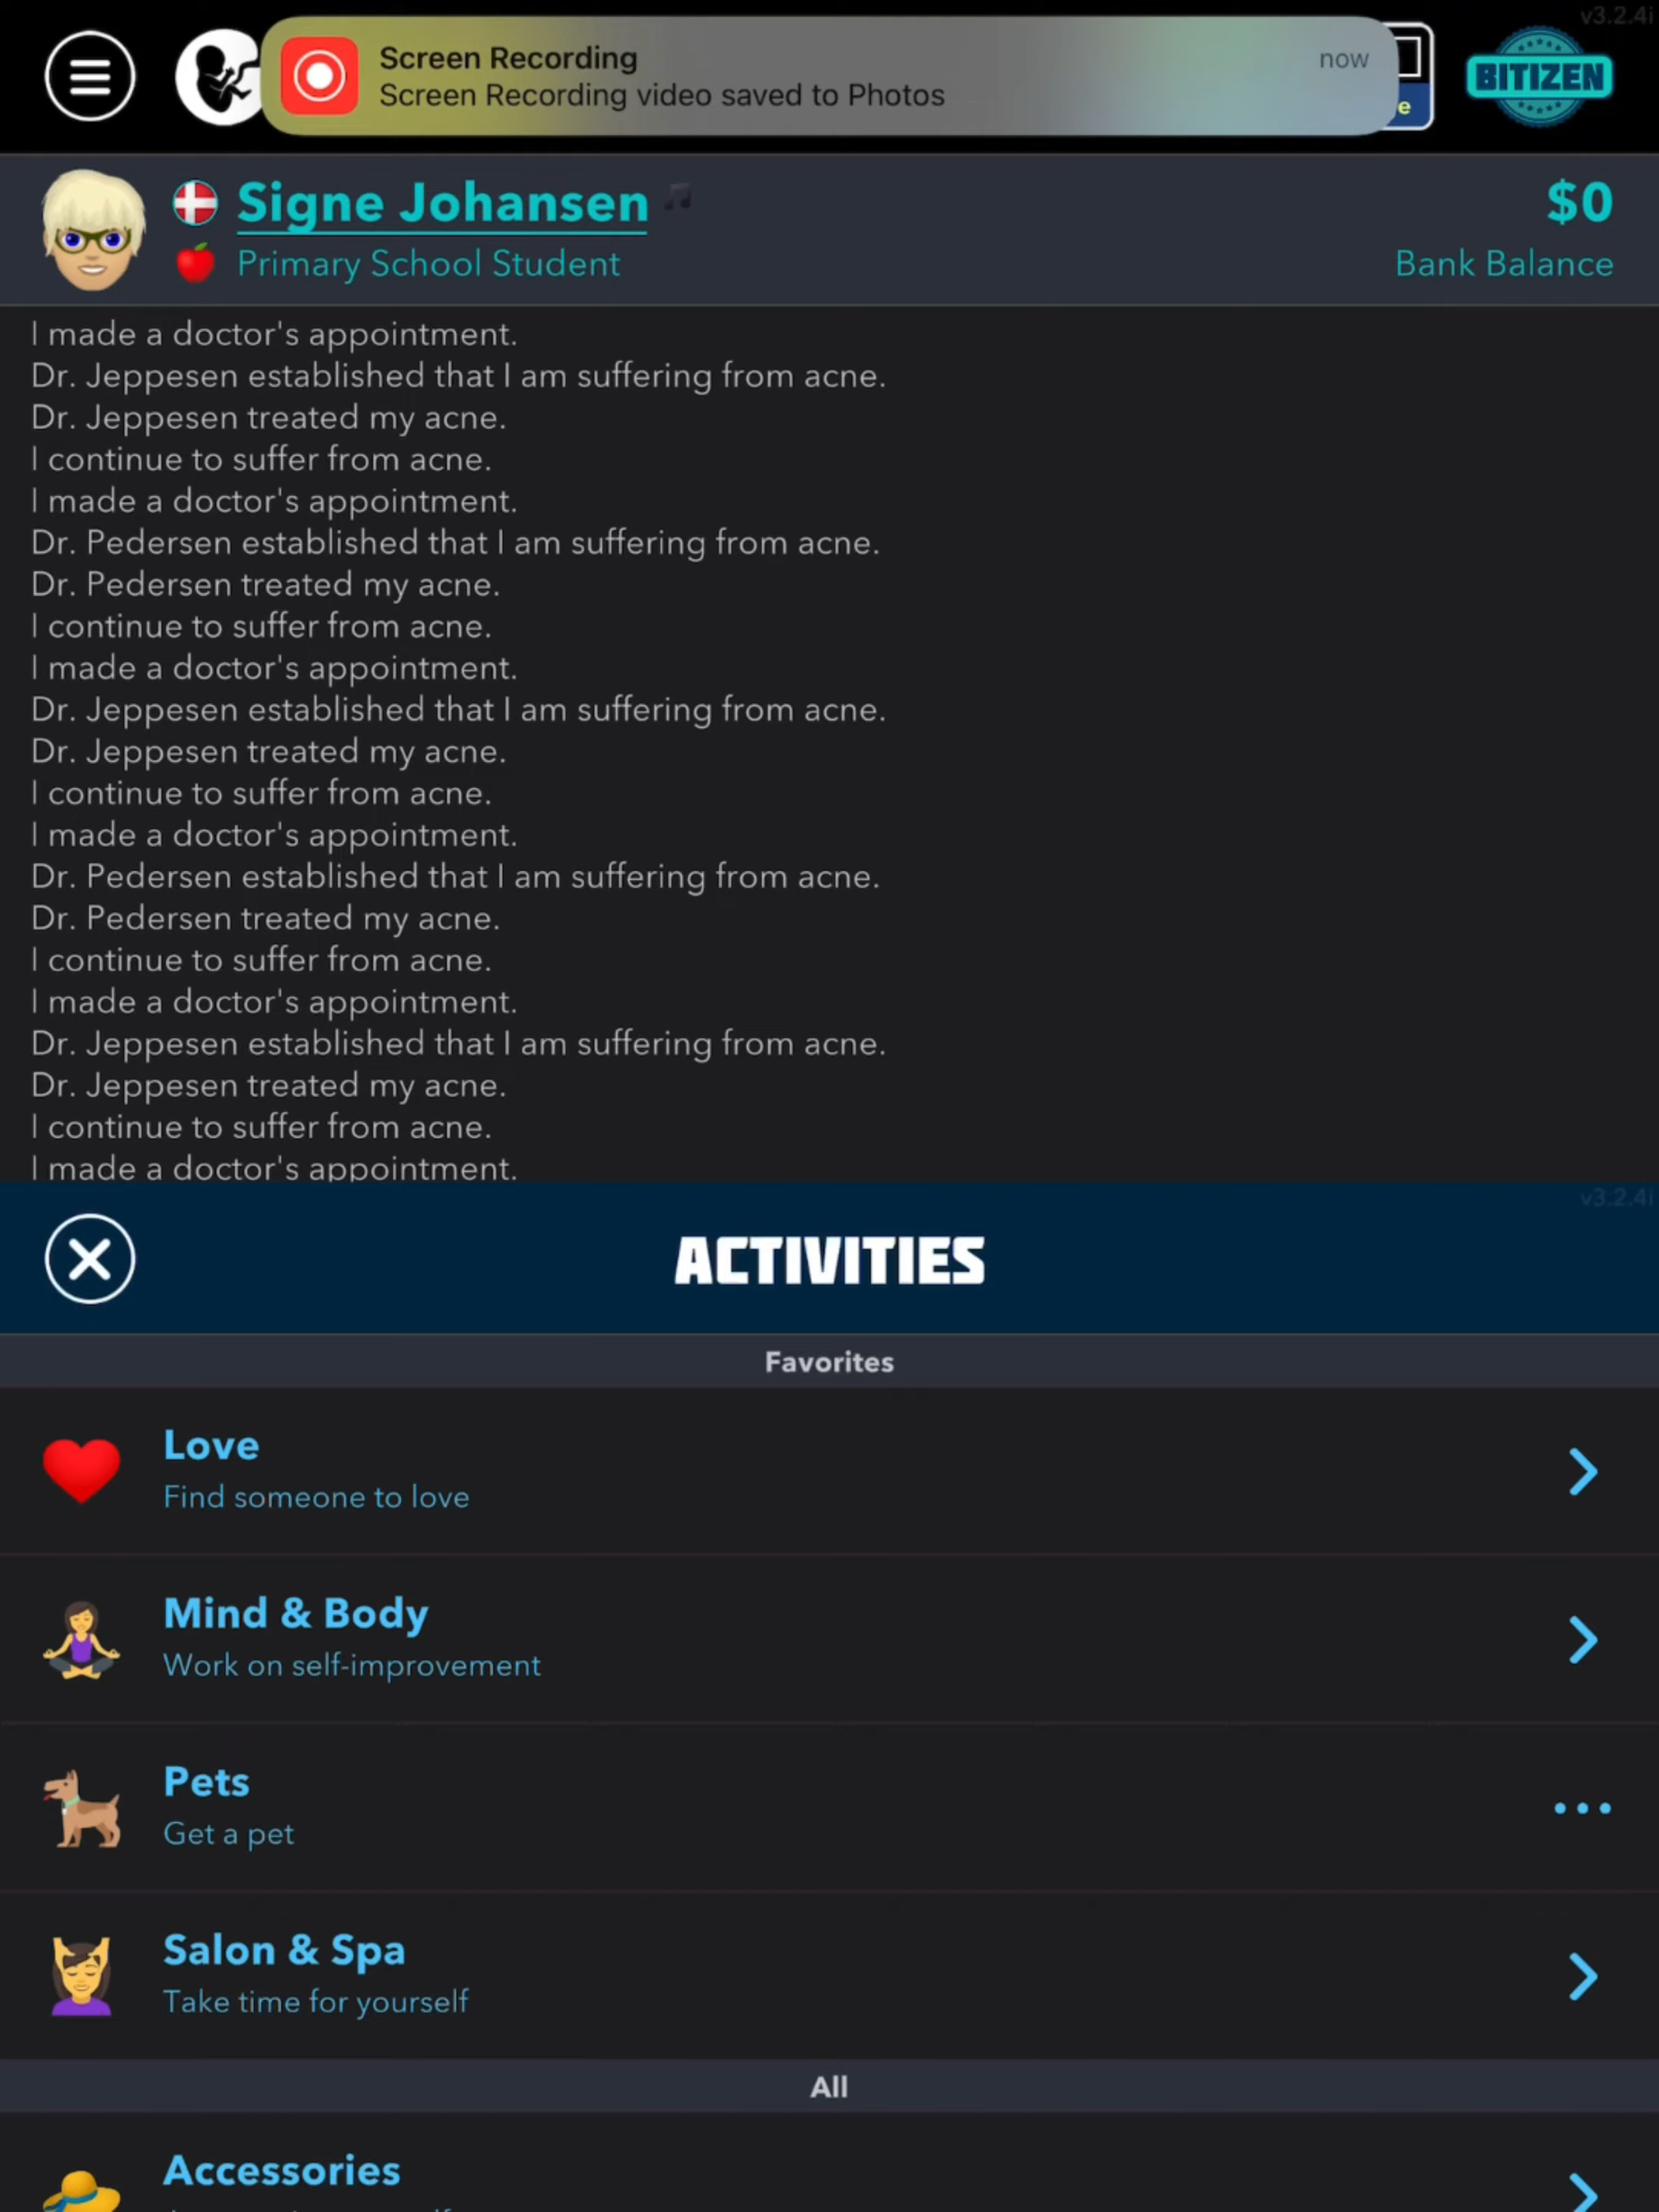 v3.2.4i
Screen Recording
now
Screen Recording video saved to Photos
e
BITIZEN
Signe Johansen
$0
Primary School Student
Bank Balance
I made a doctor's appointment.
Dr. Jeppesen established that I am suffering from acne.
Dr. Jeppesen treated my acne.
I continue to suffer from acne.
I made a doctor's appointment.
Dr. Pedersen established that I am suffering from acne.
Dr. Pedersen treated my acne.
I continue to suffer from acne.
I made a doctor's appointment.
Dr. Jeppesen established that I am suffering from acne.
Dr. Jeppesen treated my acne.
I continue to suffer from acne.
I made a doctor's appointment.
Dr. Pedersen established that I am suffering from acne.
Dr. Pedersen treated my acne.
I continue to suffer from acne.
I made a doctor's appointment.
Dr. Jeppesen established that I am suffering from acne.
Dr. Jeppesen treated my acne.
I continue to suffer from acne.
I made a doctor's appointment.
v3.2.4i
ACTIVITIES
Favorites
Love
Find someone to love
Mind & Body
Work on self-improvement
Pets
Get a pet
Salon & Spa
Take time for yourself
All
Accessories